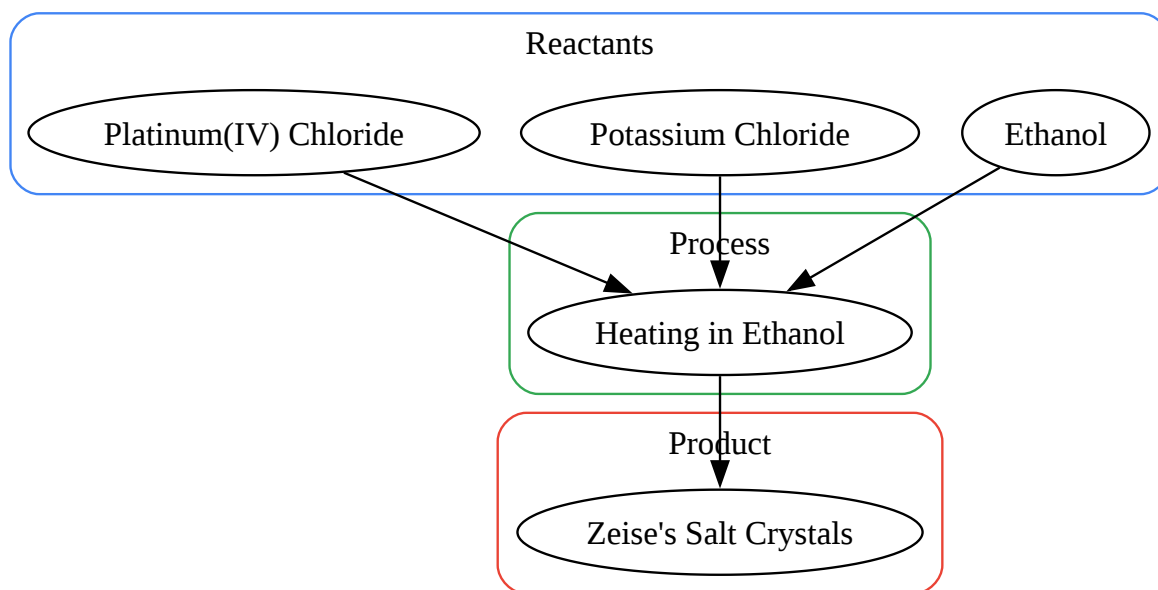 Reactants
Platinum(IV) Chloride
Potassium Chloride
Ethanol
Process
Heating in Ethanol
Product
Zeise's Salt Crystals